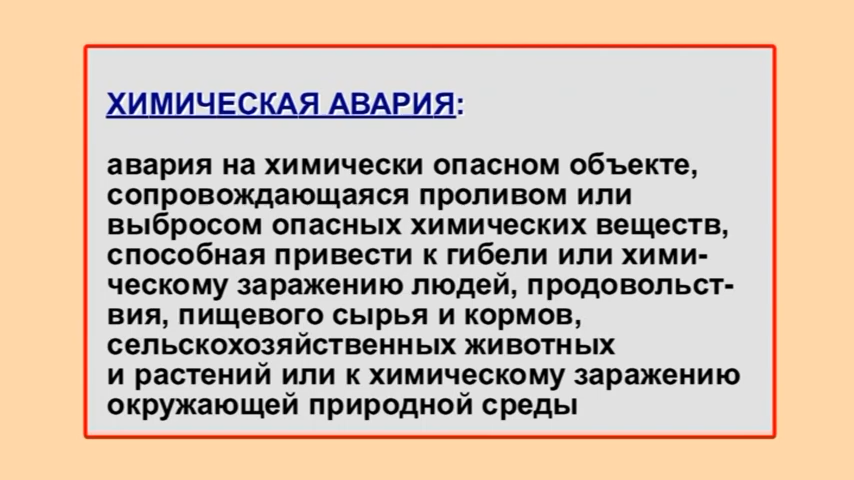 ХИМИЧЕСКАЯ АВАРИЯ:
авария на химически опасном объекте,
сопровождающаяся проливом или
выбросом опасных химических веществ,
способная привести к гибели или хими-
ческому заражению людей, продовольст-
вия, пищевого сырья и кормов,
сельскохозяйственных животных
и растений или к химическому заражению
окружающей природной среды